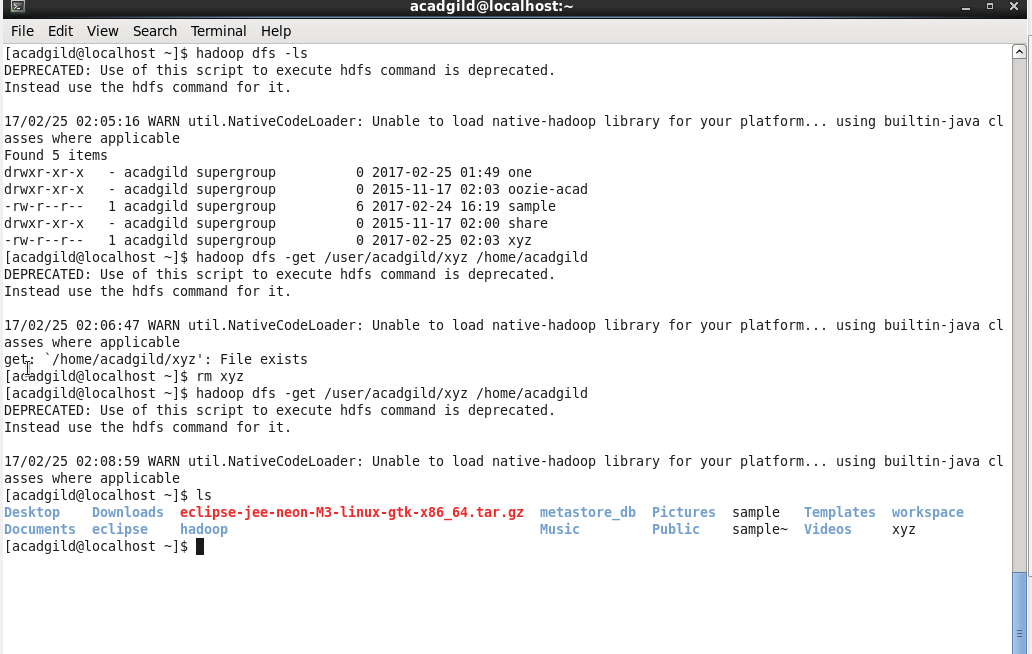 acadgild@localhost:~
File Edit View Search Terminal Help
[acadgild@localhost ~]$ hadoop dfs -ls
DEPRECATED: Use of this script to execute hdfs command is deprecated.
Instead use the hdfs command for it.
17/02/25 02:05:16 WARN util.NativeCodeLoader: Unable to load native-hadoop library for your platform... using builtin-java cl
asses where applicable
Found 5 items
drwxr-xr-x   - acadgild supergroup          0 2017-02-25 01:49 one
drwxr-xr-x   - acadgild supergroup          0 2015-11-17 02:03 oozie-acad
-rw-r--r--   1 acadgild supergroup          6 2017-02-24 16:19 sample
drwxr-xr-x   - acadgild supergroup          0 2015-11-17 02:00 share
-rw-r--r--   1 acadgild supergroup          0 2017-02-25 02:03 xyz
[acadgild@localhost ~]$ hadoop dfs -get /user/acadgild/xyz /home/acadgild
DEPRECATED: Use of this script to execute hdfs command is deprecated.
Instead use the hdfs command for it.
17/02/25 02:06:47 WARN util.NativeCodeLoader: Unable to load native-hadoop library for your platform... using builtin-java cl
asses where applicable
get: `/home/acadgild/xyz': File exists
[acadgild@localhost ~]$ rm xyz
[acadgild@localhost ~]$ hadoop dfs -get /user/acadgild/xyz /home/acadgild
DEPRECATED: Use of this script to execute hdfs command is deprecated.
Instead use the hdfs command for it.
17/02/25 02:08:59 WARN util.NativeCodeLoader: Unable to load native-hadoop library for your platform... using builtin-java cl
asses where applicable
[acadgild@localhost ~]$ ls
Desktop    Downloads  eclipse-jee-neon-M3-linux-gtk-x86_64.tar.gz  metastore_db  Pictures  sample   Templates  workspace
Documents  eclipse    hadoop                                       Music         Public    sample~  Videos     xyz
[acadgild@localhost ~]$